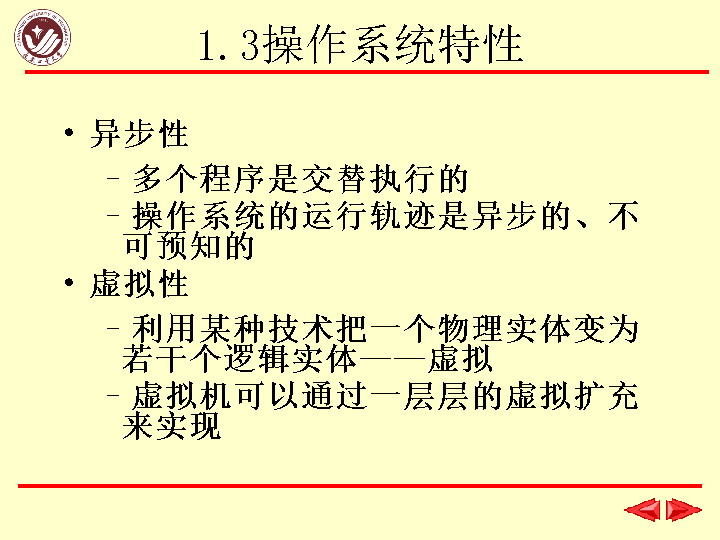 1.3操作系统特性
• 异步性
– 多个程序是交替执行的
– 操作系统的运行轨迹是异步的、不
可预知的
• 虚拟性
– 利用某种技术把一个物理实体变为
若干个逻辑实体——虚拟
– 虚拟机可以通过一层层的虚拟扩充
来实现